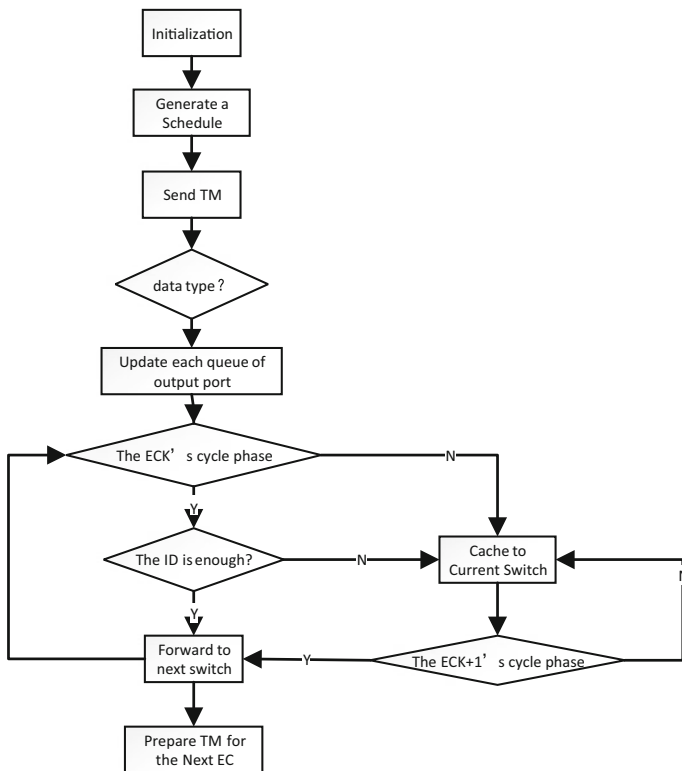 Initialization
Generate a
Schedule
Send TM
data type？
Update each queue of
output port
The ECK’ s cycle phase
N
Y
The ID is enough?
N
Cache to
Current Switch
N
Y
Forward to
next switch
Y
The ECK+1’ s cycle phase
Prepare TM for
the Next EC